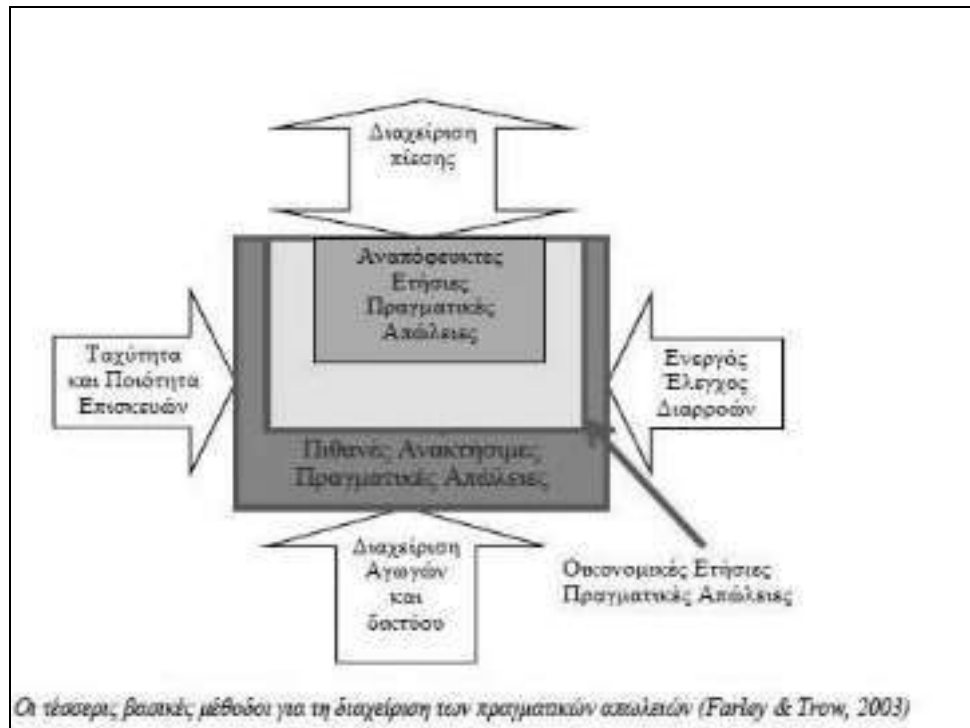 Διαχείριση
πίεσης
Αναπόφευκτες
Ετήσιες
Πραγματικές
Απώλειες
Ταχύτητα
και Ποιότητα
Επισκευών
Ενεργός
Έλεγχος
Διαρροών
Πιθανές Ανακτήσιμες
Πραγματικές Απώλειες
Διαχείριση
Αγωγών
και
δικτύου
Οικονομικές Ετήσιες
Πραγματικές Απώλειες
Οι τέσσερις βασικές μέθοδοι για τη διαχείριση των πραγματικών απωλειών (Farley & Trow, 2003)